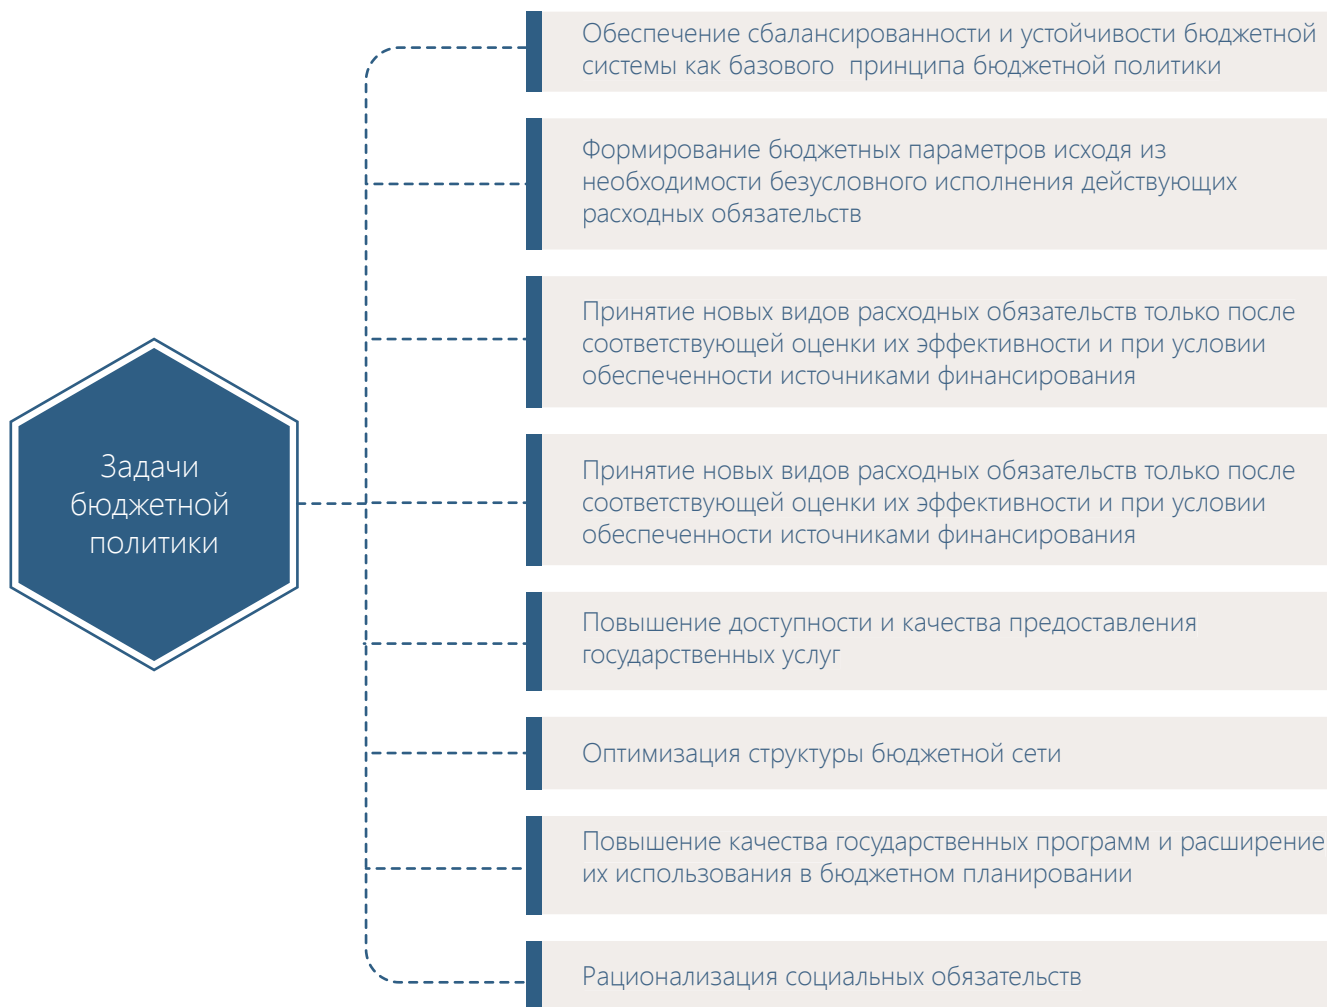 Задачи
бюджетной
политики
Обеспечение сбалансированности и устойчивости бюджетной
системы как базового принципа бюджетной политики
Формирование бюджетных параметров исходя из
необходимости безусловного исполнения действующих
расходных обязательств
Принятие новых видов расходных обязательств только после
соответствующей оценки их эффективности и при условии
обеспеченности источниками финансирования
Принятие новых видов расходных обязательств только после
соответствующей оценки их эффективности и при условии
обеспеченности источниками финансирования
Повышение доступности и качества предоставления
государственных услуг
Оптимизация структуры бюджетной сети
Повышение качества государственных программ и расширение
их использования в бюджетном планировании
Рационализация социальных обязательств